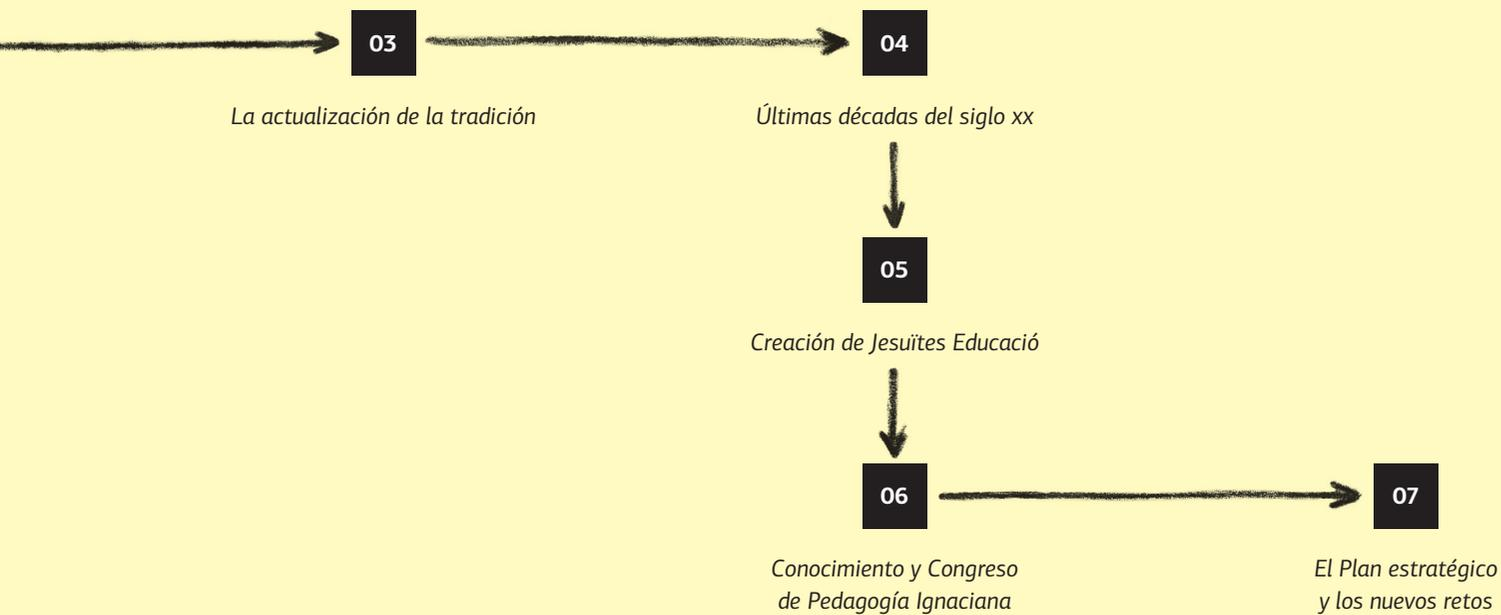 03
04
La actualización de la tradición
Últimas décadas del siglo xx
05
Creación de Jesuïtes Educació
06
07
Conocimiento y Congreso
de Pedagogía Ignaciana
El Plan estratégico
y los nuevos retos